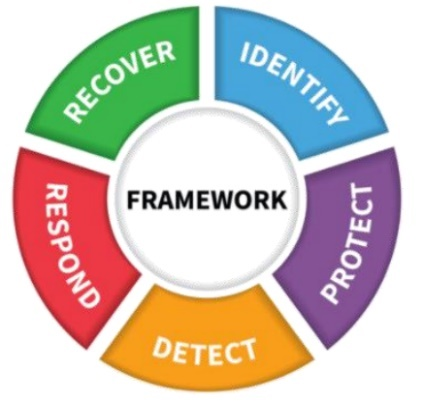 FRAMEWORK
IDENTIFY
PROTECT
DETECT
RESPOND
RECOVER